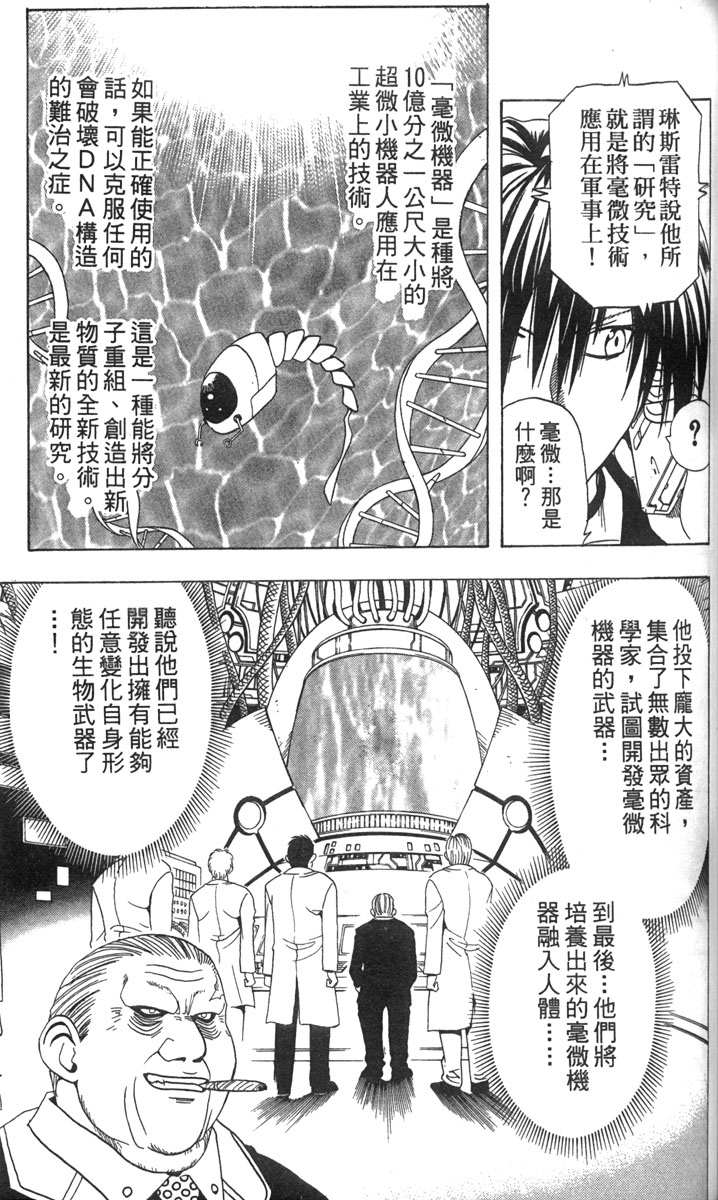 琳斯雷特說他所
謂的「研究」，
就是將毫微技術
應用在軍事上！
？
毫微…那是
什麼啊？
「毫微機器」是種將
10億分之一公尺大小的
超微小機器人應用在
工業上的技術。
如果能正確使用的
話，可以克服任何
會破壞DNA構造
的難治之症。
這是一種能將分
子重組、創造出新
物質的全新技術。
是最新的研究。
他投下龐大的資產，
集合了無數出眾的科
學家，試圖開發毫微
機器的武器…
到最後…他們將
培養出來的毫微機
器融入人體……
聽說他們已經
開發出擁有能夠
任意變化自身形
態的生物武器了
…！